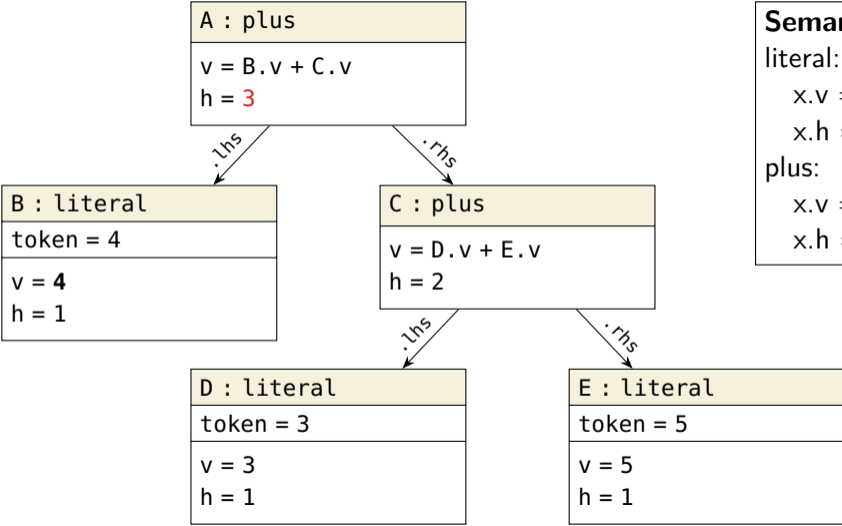 A : plus
v = B.v + C.v
h = 3
.lhs
.rhs
B : literal
token = 4
v = 4
h = 1
C : plus
v = D.v + E.v
h = 2
.lhs
.rhs
D : literal
token = 3
v = 3
h = 1
E : literal
token = 5
v = 5
h = 1
literal:
x.v =
x.h =
plus:
x.v =
x.h =